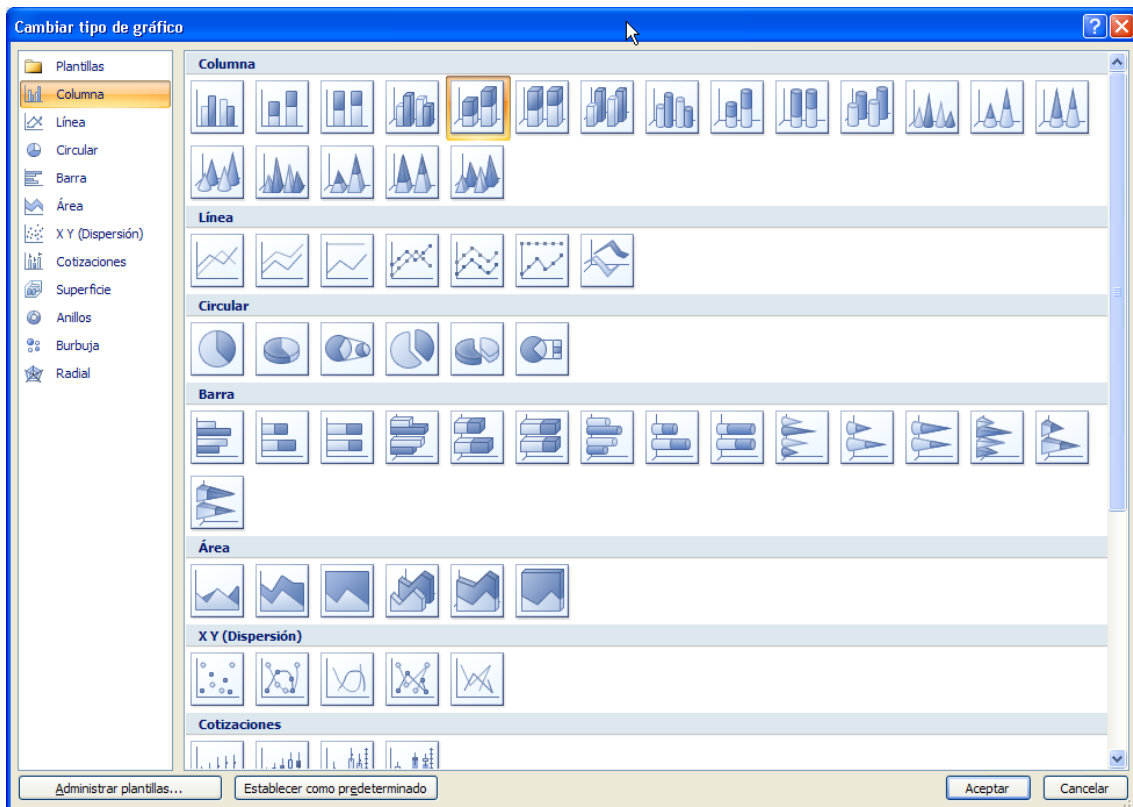 Cambiar tipo de gráfico
Plantillas
Columna
Línea
Circular
Barra
Área
X Y (Dispersión)
Cotizaciones
Superficie
Anillos
Burbuja
Radial
Columna
Línea
Circular
Barra
Área
X Y (Dispersión)
Cotizaciones
Administrar plantillas...
Establecer como predeterminado
Aceptar
Cancelar